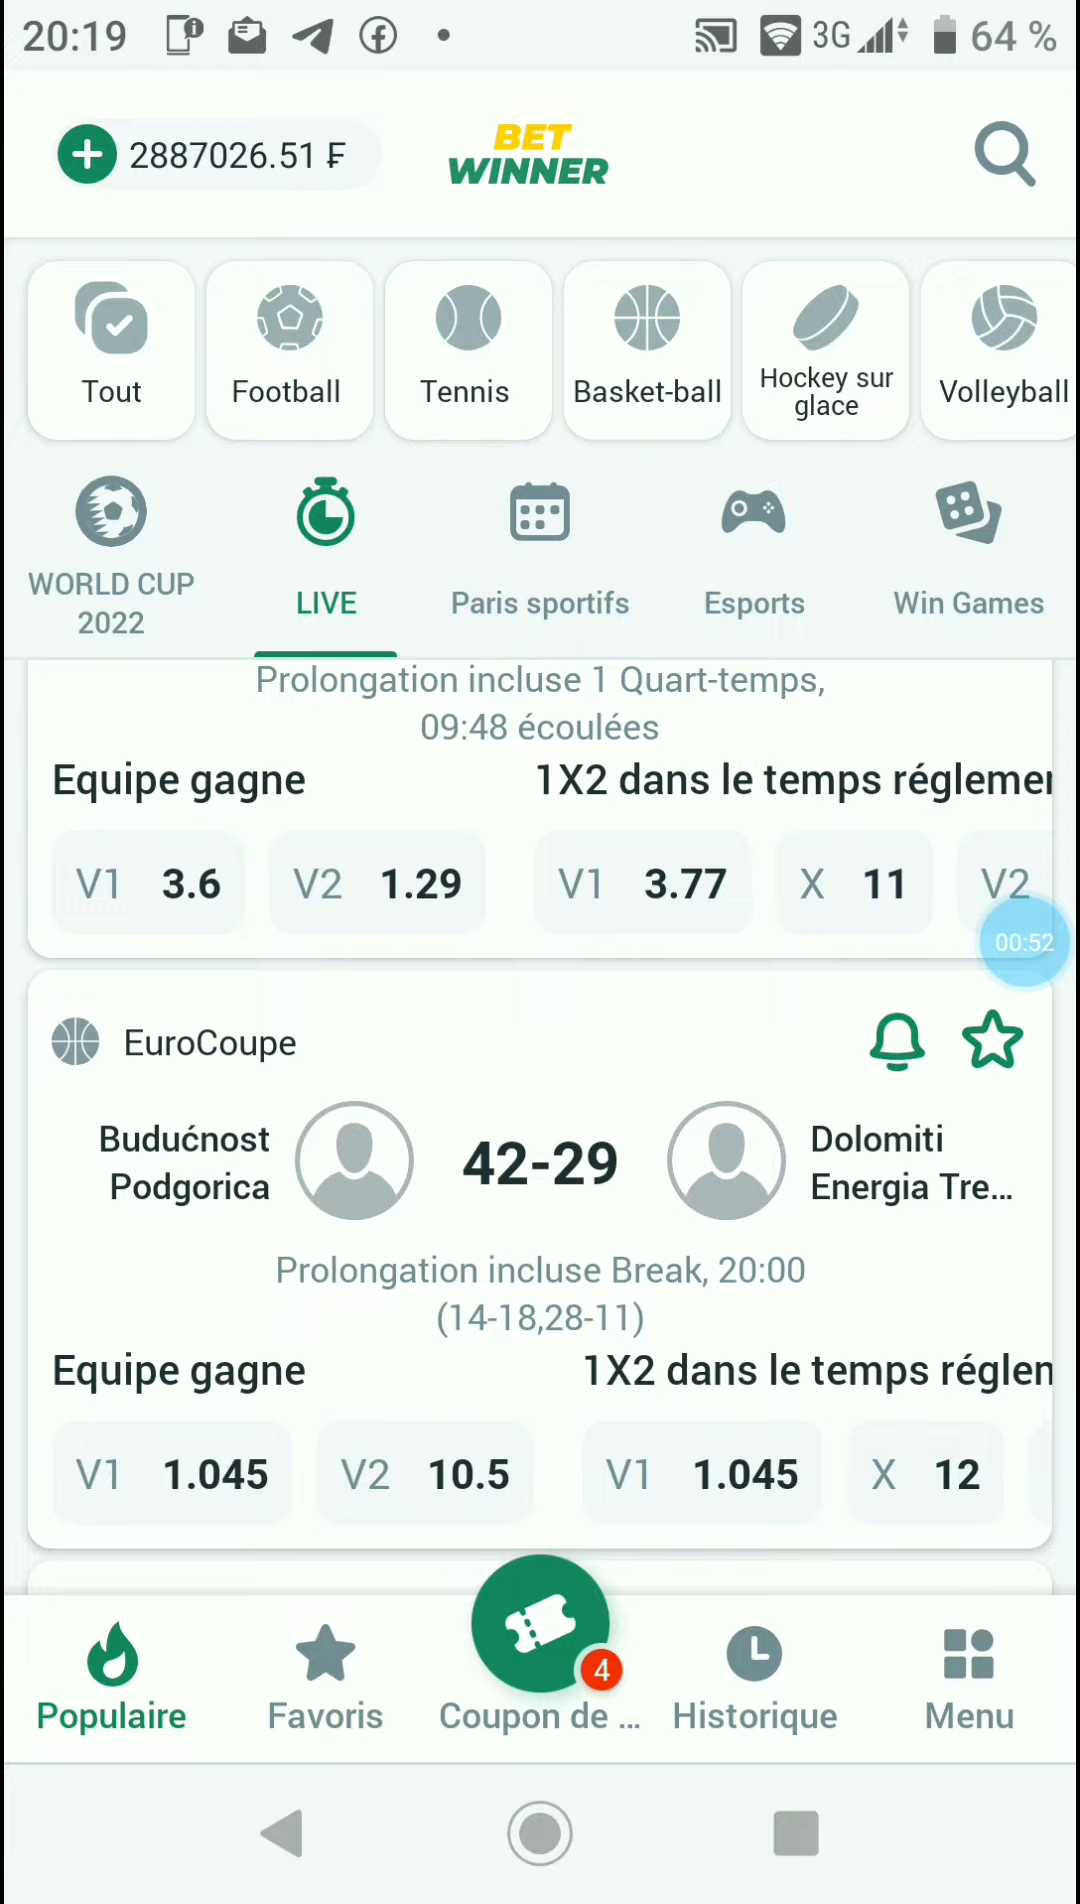 20:19
3G 64 %
2887026.51 ₣
BET
WINNER
Tout
Football
Tennis
Basket-ball
Hockey sur
glace
Volleyball
WORLD CUP
2022
LIVE
Paris sportifs
Esports
Win Games
Prolongation incluse 1 Quart-temps,
09:48 écoulées
Equipe gagne
1X2 dans le temps réglemen
V1 3.6
V2 1.29
V1 3.77
X 11
V2
00:52
EuroCoupe
Budućnost
Podgorica
42-29
Dolomiti
Energia Tre...
Prolongation incluse Break, 20:00
(14-18,28-11)
Equipe gagne
1X2 dans le temps réglen
V1 1.045
V2 10.5
V1 1.045
X 12
4
Populaire
Favoris
Coupon de ...
Historique
Menu